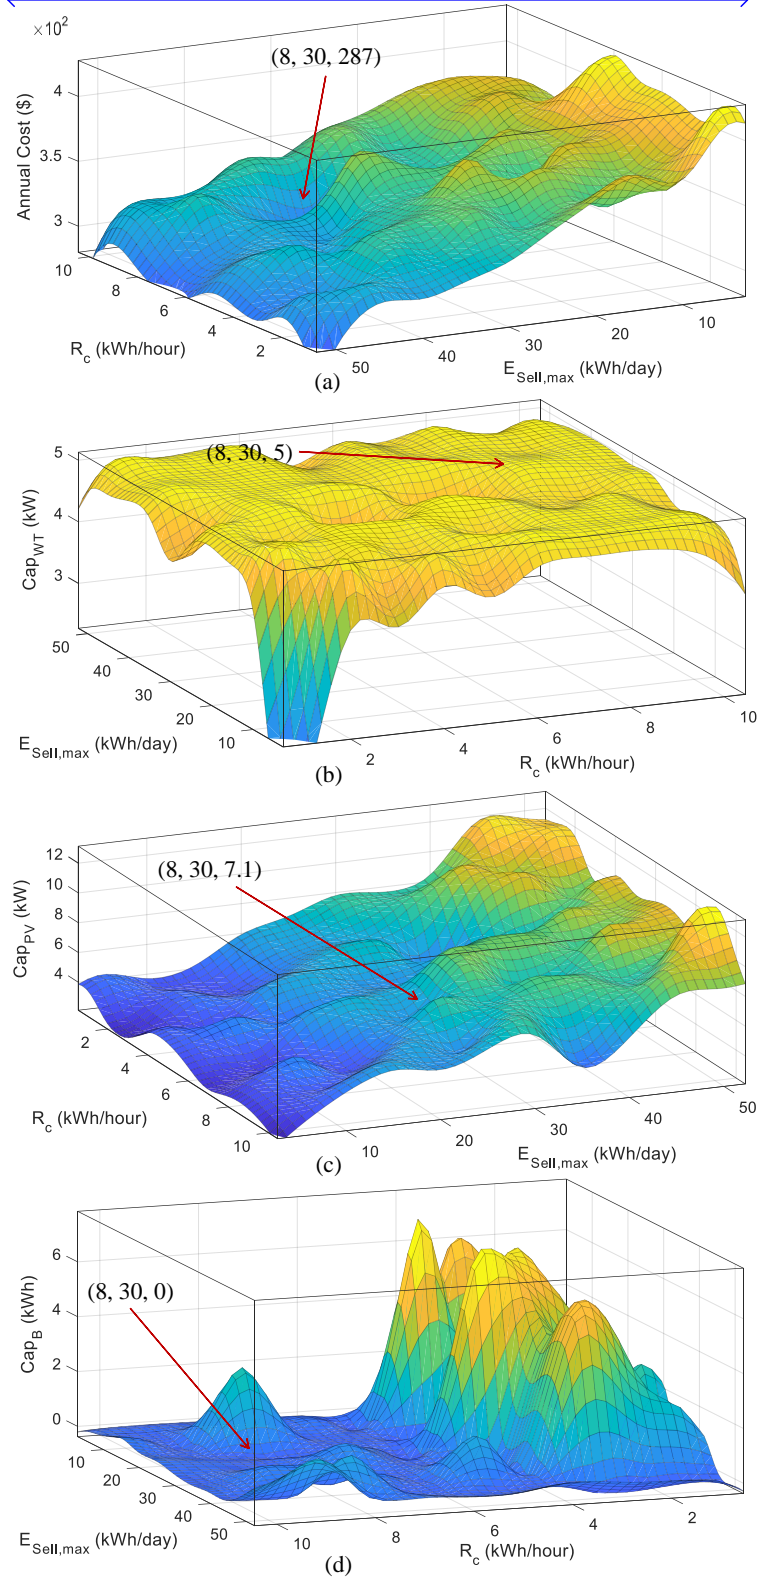 ×10²
(8, 30, 287)
Annual Cost ($)
4
3.5
3
10
8
6
4
2
R_c (kWh/hour)
50
40
30
20
10
E_Sell,max (kWh/day)
(a)
(8, 30, 5)
Cap_WT (kW)
5
4
3
50
40
30
20
10
E_Sell,max (kWh/day)
2
4
6
8
10
R_c (kWh/hour)
(b)
(8, 30, 7.1)
Cap_PV (kW)
12
10
8
6
4
2
4
6
8
10
R_c (kWh/hour)
10
20
30
40
50
E_Sell,max (kWh/day)
(c)
(8, 30, 0)
Cap_B (kWh)
6
4
2
0
10
20
30
40
50
E_Sell,max (kWh/day)
10
8
6
4
2
R_c (kWh/hour)
(d)